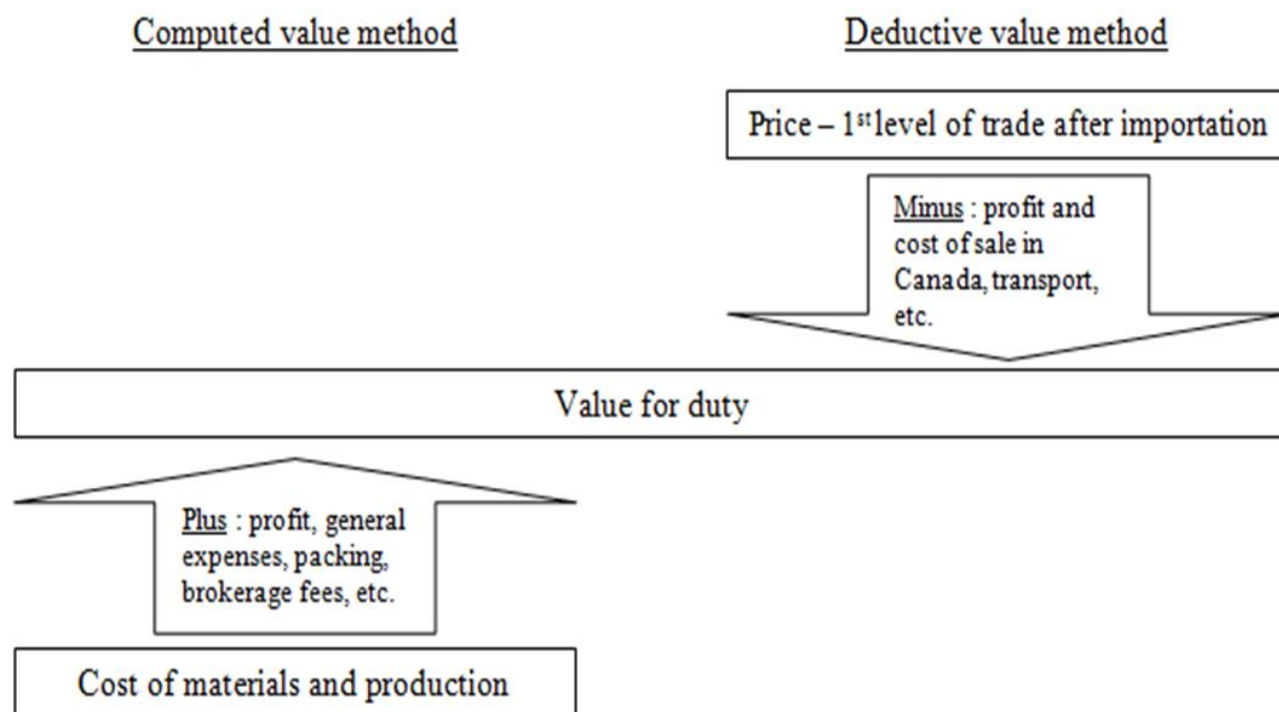 Computed value method
Deductive value method
Price – 1st level of trade after importation
Minus : profit and
cost of sale in
Canada, transport,
etc.
Value for duty
Plus : profit, general
expenses, packing,
brokerage fees, etc.
Cost of materials and production